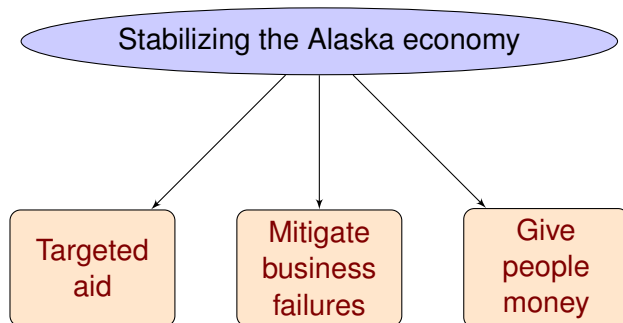 Stabilizing the Alaska economy
Targeted
aid
Mitigate
business
failures
Give
people
money